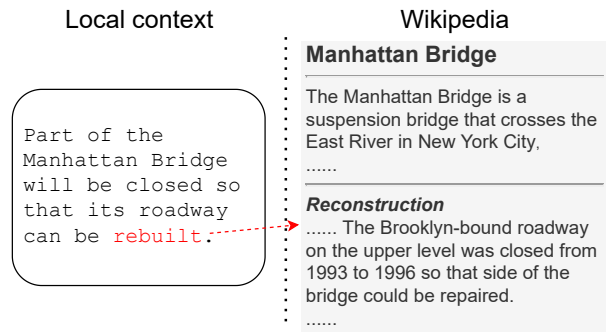 Local context
Wikipedia
Part of the
Manhattan Bridge
will be closed so
that its roadway
can be rebuilt.
Manhattan Bridge
The Manhattan Bridge is a
suspension bridge that crosses the
East River in New York City,
......
Reconstruction
...... The Brooklyn-bound roadway
on the upper level was closed from
1993 to 1996 so that side of the
bridge could be repaired.
......